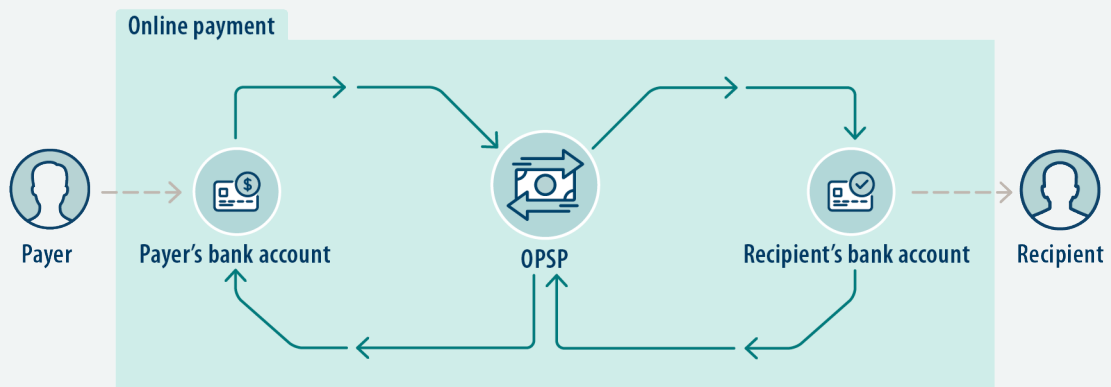 Online payment
Payer
Payer's bank account
OPSP
Recipient's bank account
Recipient